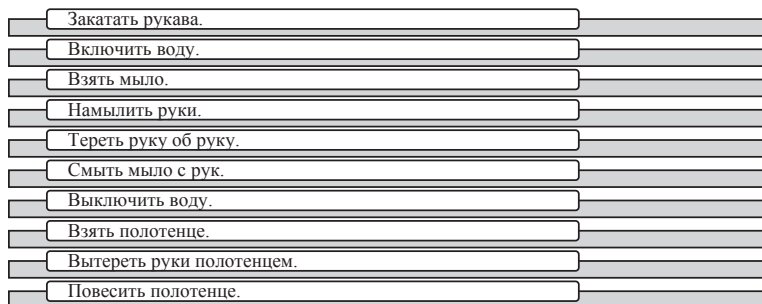 Закатать рукава.
Включить воду.
Взять мыло.
Намылить руки.
Тереть руку об руку.
Смыть мыло с рук.
Выключить воду.
Взять полотенце.
Вытереть руки полотенцем.
Повесить полотенце.